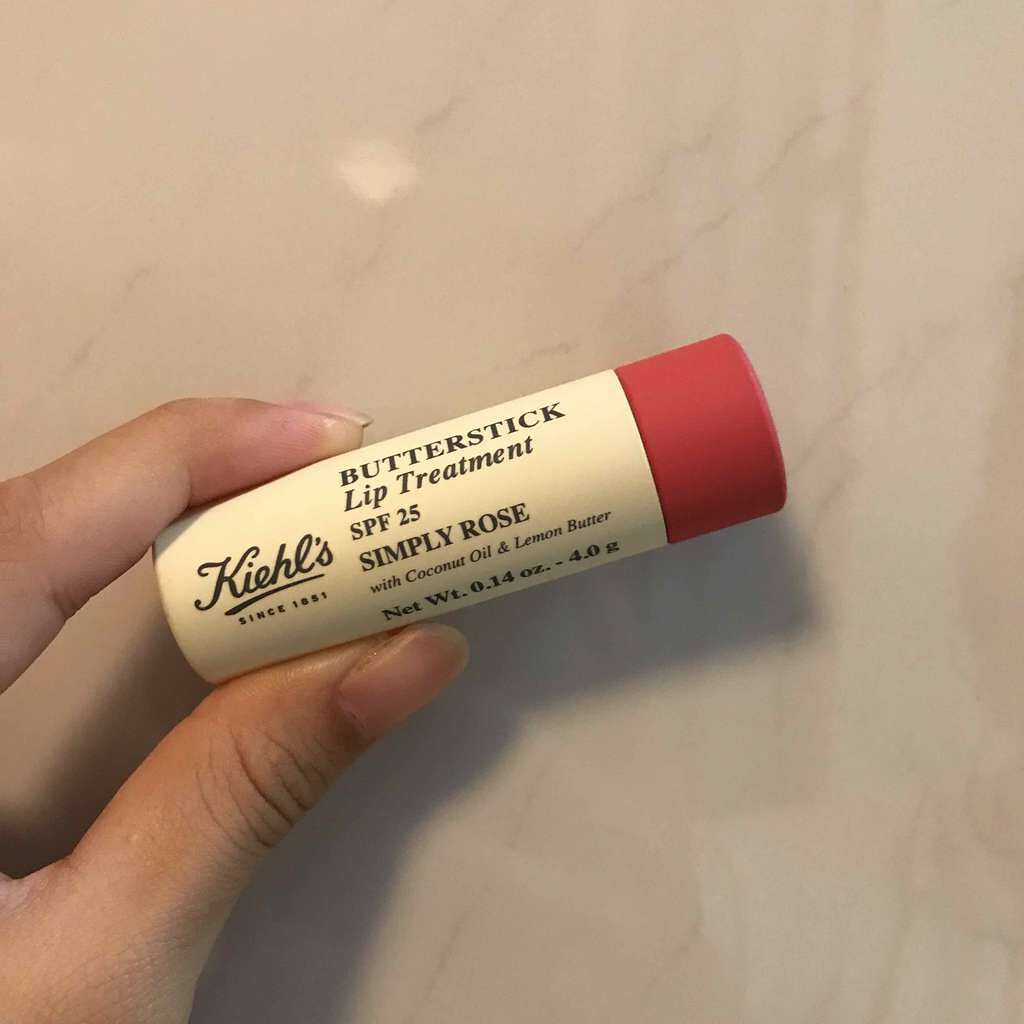 Kiehl's
SINCE 1851
BUTTERSTICK
Lip Treatment
SPF 25
SIMPLY ROSE
with Coconut Oil & Lemon Butter
Net Wt. 0.14 oz. - 4.0 g